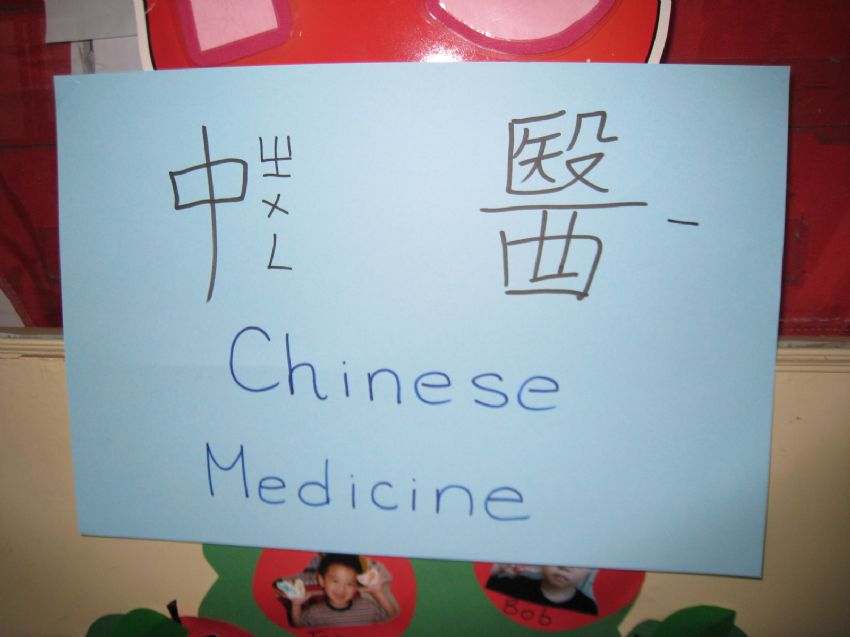 中ㄓㄨㄥ 醫ㄧ
Chinese
Medicine
Bob